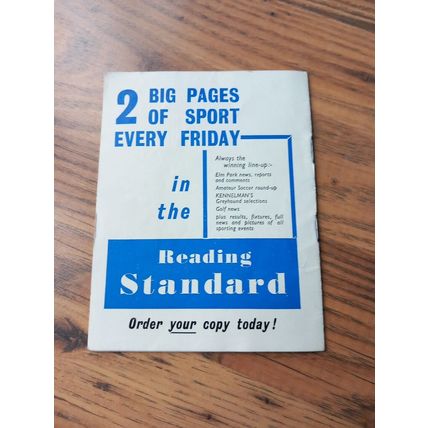 2 BIG PAGES
OF SPORT
EVERY FRIDAY
Always the
winning line-up:-
Elm Park news, reports
and comments
Amateur Soccer round-up
KENNELMAN'S
Greyhound selections
Golf news
plus results, fixtures, full
news and pictures of all
sporting events
in
the
Reading
Standard
Order your copy today!